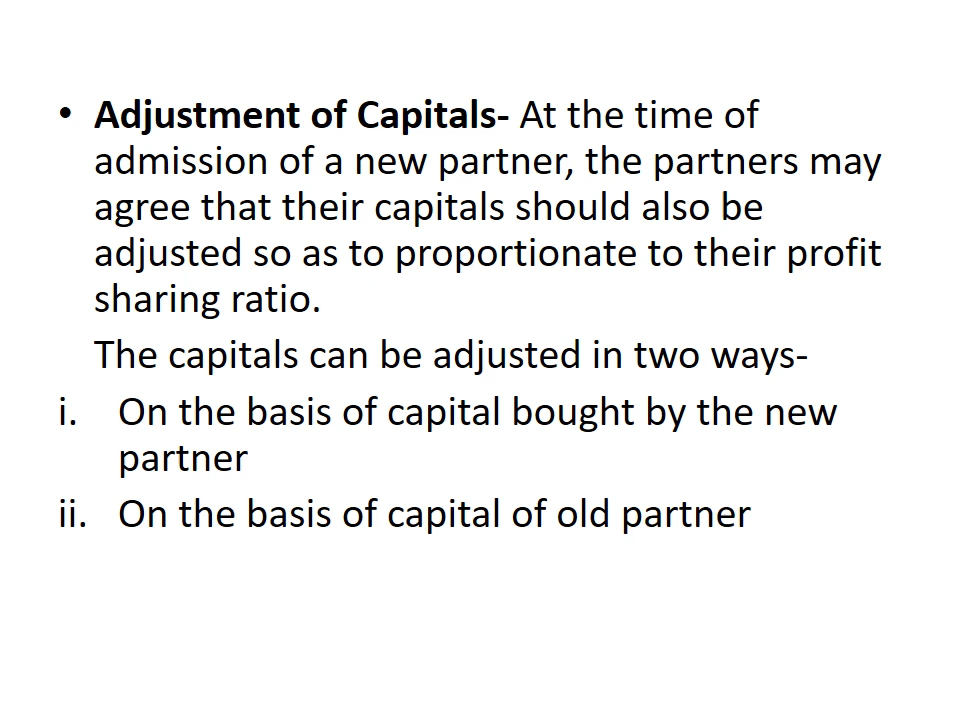 • Adjustment of Capitals- At the time of
admission of a new partner, the partners may
agree that their capitals should also be
adjusted so as to proportionate to their profit
sharing ratio.
The capitals can be adjusted in two ways-
i. On the basis of capital bought by the new
partner
ii. On the basis of capital of old partner